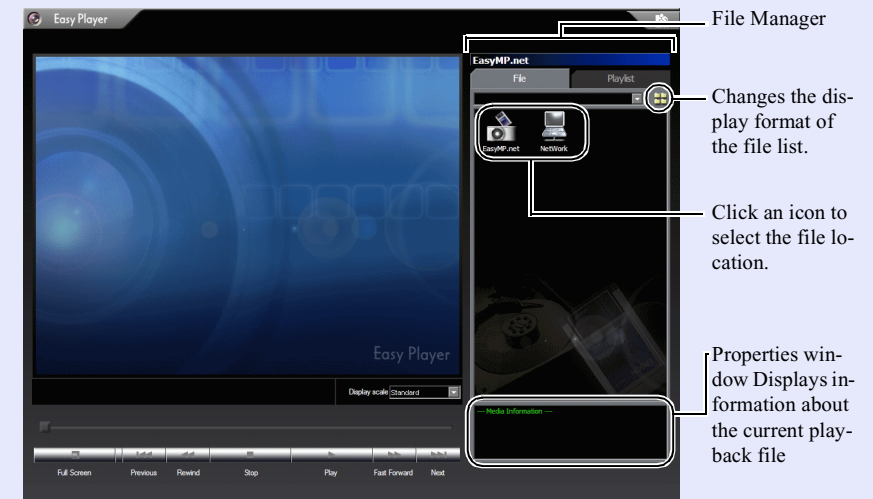 Easy Player
File Manager
EasyMP.net
File
Playlist
Changes the dis-
play format of
the file list.
EasyMP.net
NetWork
Click an icon to
select the file lo-
cation.
Easy Player
Display scale Standard
Properties win-
dow Displays in-
formation about
the current play-
back file
--- Media Information ---
Full Screen
Previous
Rewind
Stop
Play
Fast Forward
Next